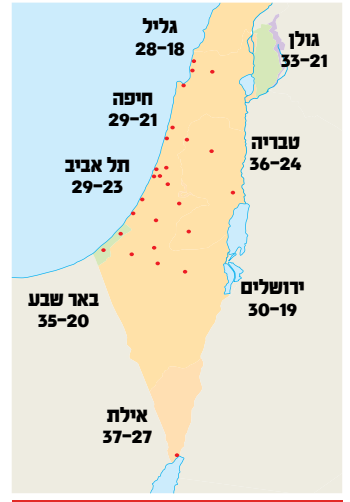 גליל
28-18
גולן
33-21
חיפה
29-21
טבריה
36-24
תל אביב
29-23
ירושלים
30-19
באר שבע
35-20
אילת
37-27